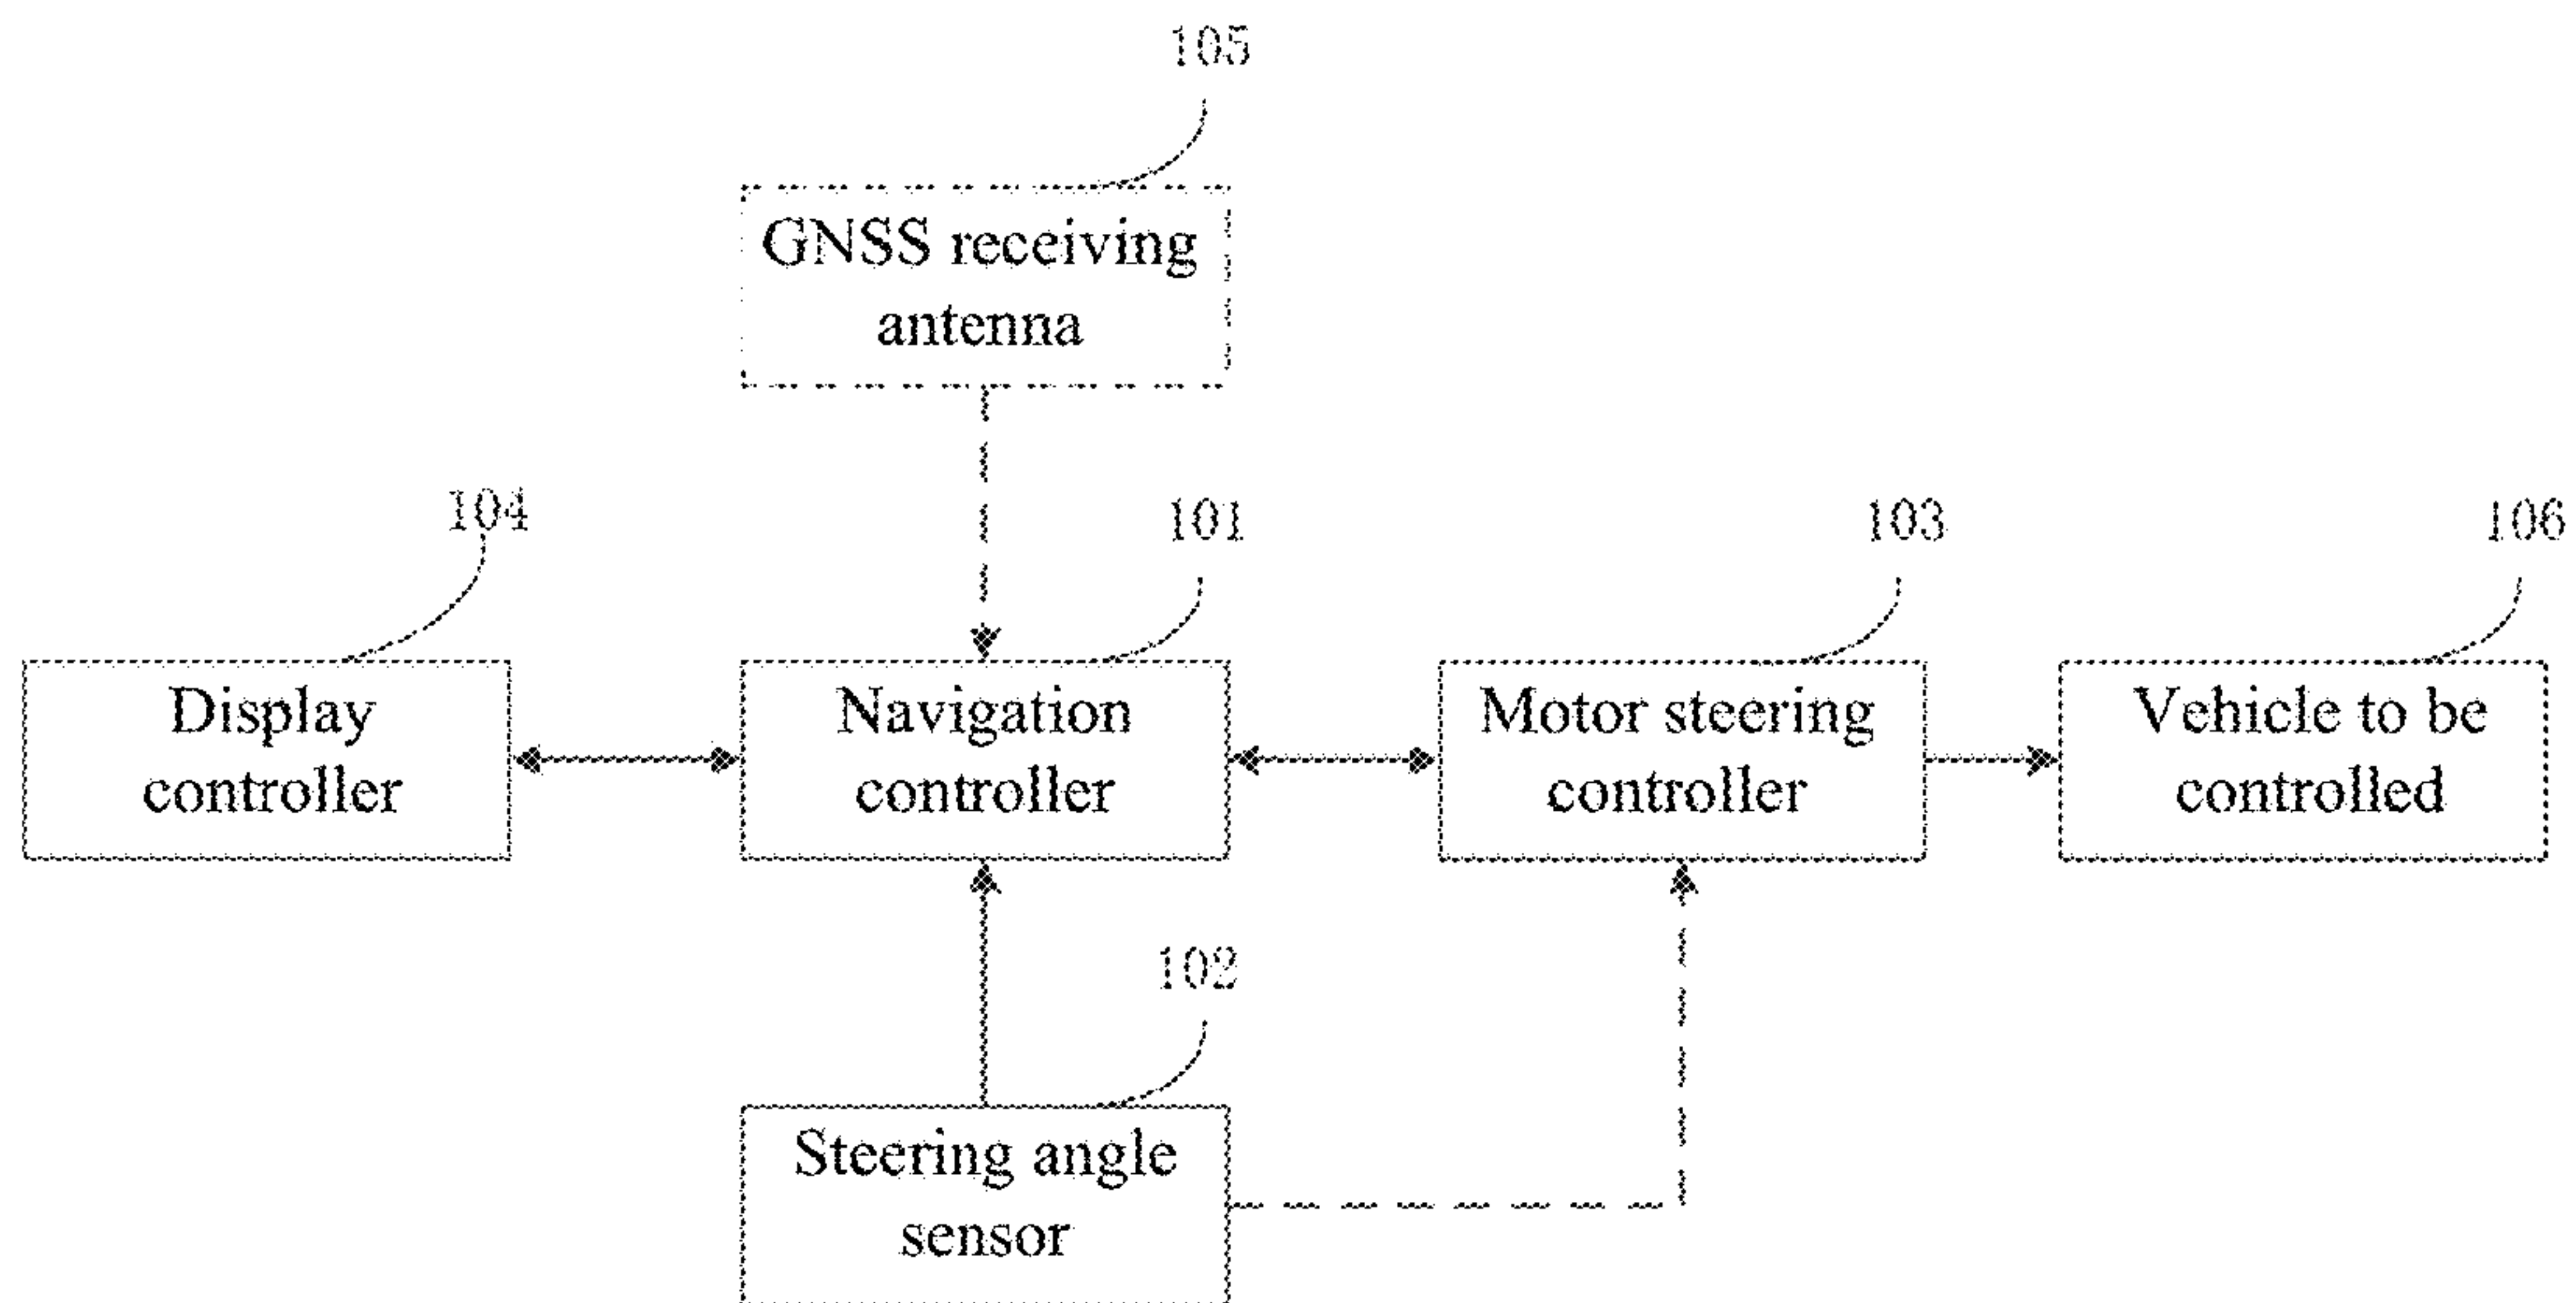 105
GNSS receiving
antenna
104
101
103
106
Display
controller
Navigation
controller
Motor steering
controller
Vehicle to be
controlled
102
Steering angle
sensor